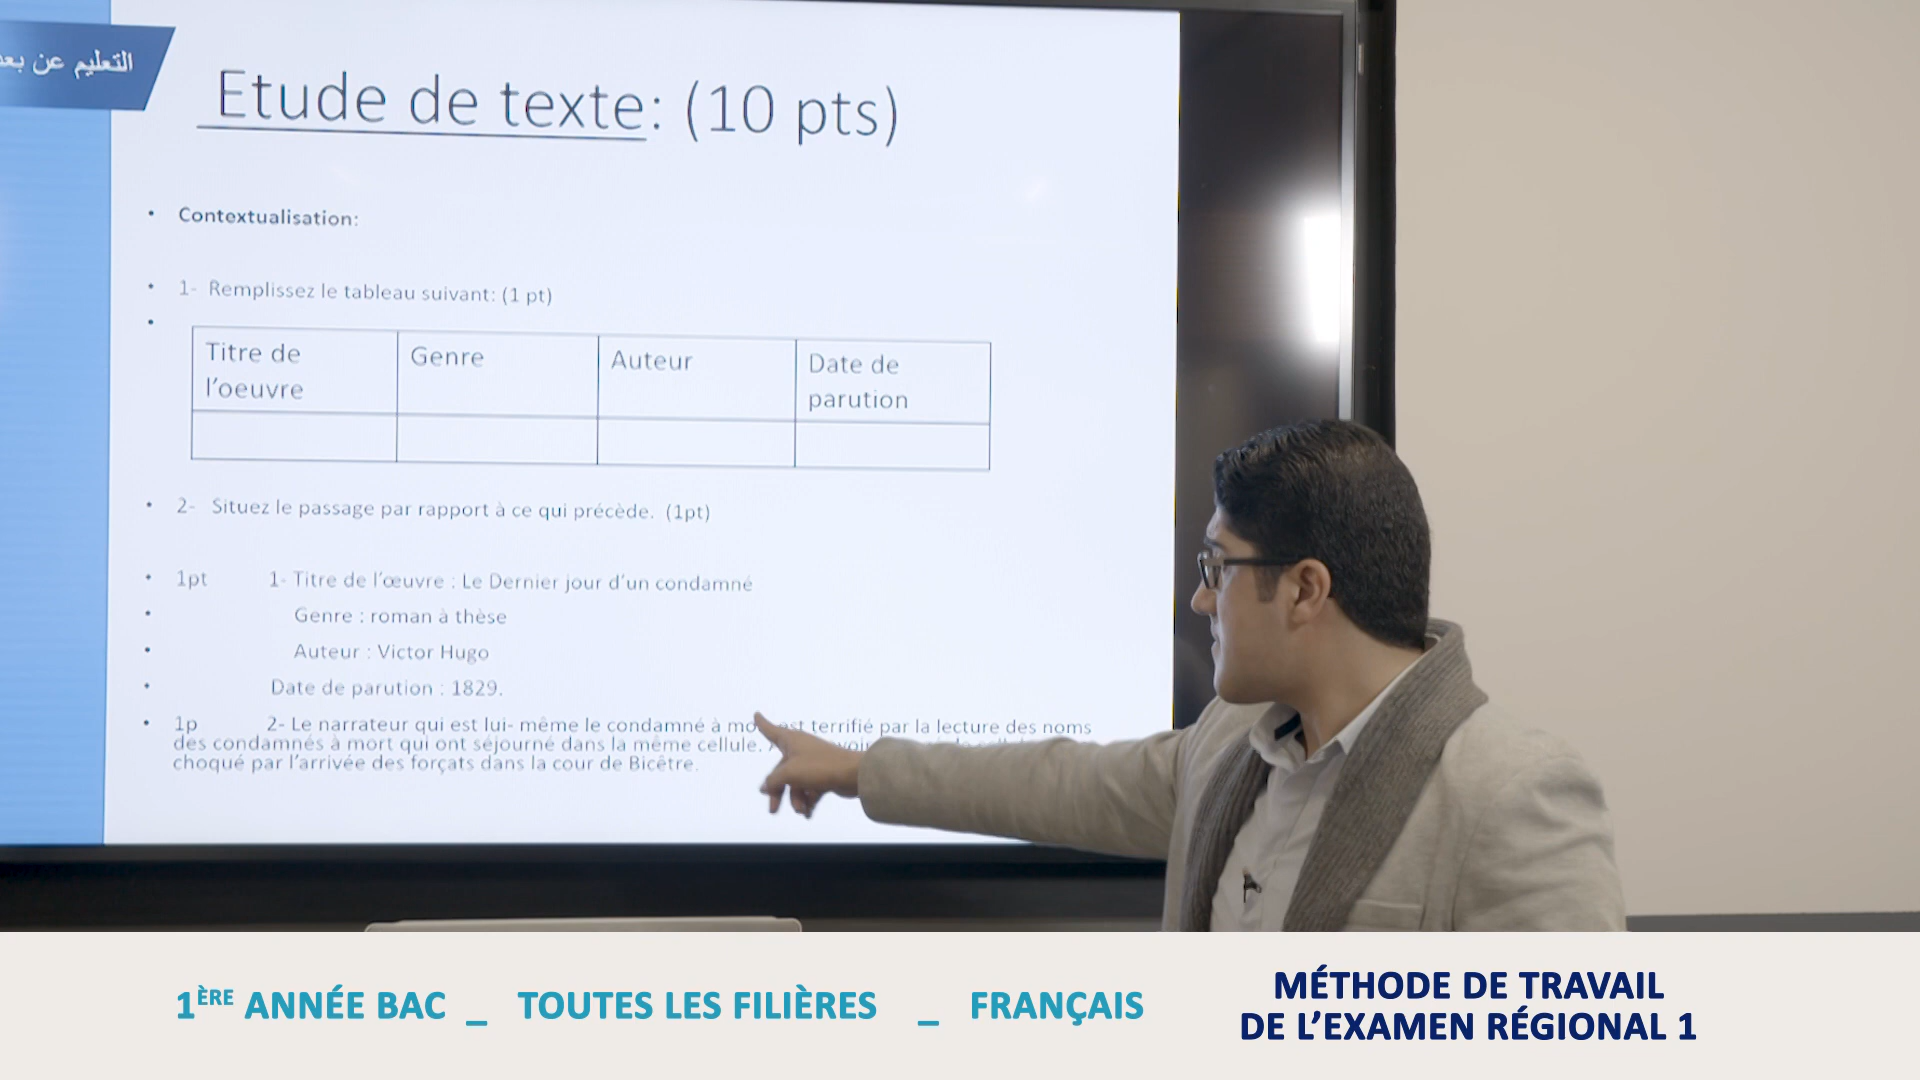 التعليم عن بعد
Etude de texte: (10 pts)
• Contextualisation:
• 1- Remplissez le tableau suivant: (1 pt)
•
Titre de l'oeuvre Genre Auteur Date de parution
• 2- Situez le passage par rapport à ce qui précède. (1pt)
• 1pt 1- Titre de l'œuvre : Le Dernier jour d'un condamné
• Genre : roman à thèse
• Auteur : Victor Hugo
• Date de parution : 1829.
• 1p 2- Le narrateur qui est lui- même le condamné à est terrifié par la lecture des noms
des condamnés à mort qui ont séjourné dans la même cellule.
choqué par l'arrivée des forçats dans la cour de Bicêtre.
1ÈRE ANNÉE BAC _ TOUTES LES FILIÈRES _ FRANÇAIS
MÉTHODE DE TRAVAIL
DE L'EXAMEN RÉGIONAL 1